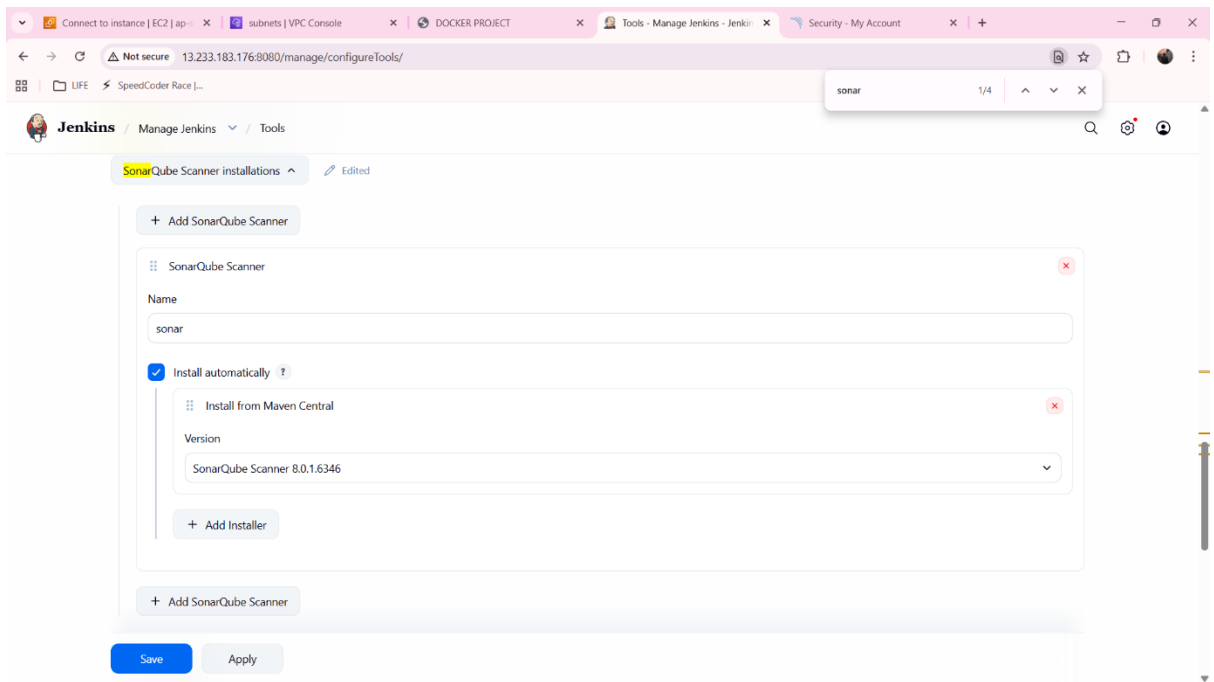 Connect to instance | EC2 | ap-s
subnets | VPC Console
DOCKER PROJECT
Tools - Manage Jenkins - Jenkin
Security - My Account
Not secure 13.233.183.176:8080/manage/configureTools/
LIFE SpeedCoder Race |...
sonar 1/4
Jenkins / Manage Jenkins / Tools
SonarQube Scanner installations Edited
+ Add SonarQube Scanner
SonarQube Scanner
Name
sonar
Install automatically ?
Install from Maven Central
Version
SonarQube Scanner 8.0.1.6346
+ Add Installer
+ Add SonarQube Scanner
Save Apply